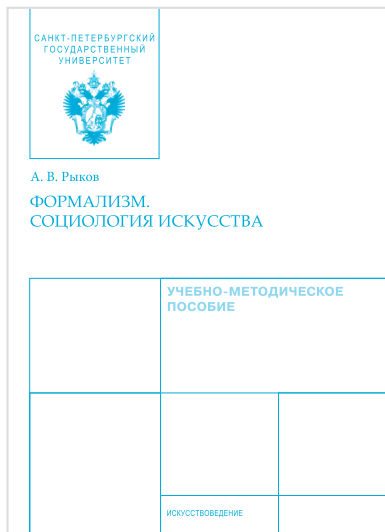 САНКТ-ПЕТЕРБУРГСКИЙ
ГОСУДАРСТВЕННЫЙ
УНИВЕРСИТЕТ
А. В. Рыков
ФОРМАЛИЗМ.
СОЦИОЛОГИЯ ИСКУССТВА
УЧЕБНО-МЕТОДИЧЕСКОЕ
ПОСОБИЕ
ИСКУССТВОВЕДЕНИЕ